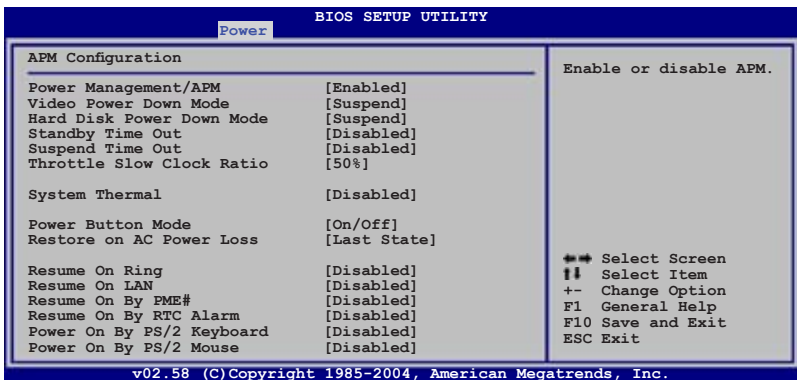 BIOS SETUP UTILITY
Power
APM Configuration
Power Management/APM [Enabled]
Video Power Down Mode [Suspend]
Hard Disk Power Down Mode [Suspend]
Standby Time Out [Disabled]
Suspend Time Out [Disabled]
Throttle Slow Clock Ratio [50%]
System Thermal [Disabled]
Power Button Mode [On/Off]
Restore on AC Power Loss [Last State]
Resume On Ring [Disabled]
Resume On LAN [Disabled]
Resume On By PME# [Disabled]
Resume On By RTC Alarm [Disabled]
Power On By PS/2 Keyboard [Disabled]
Power On By PS/2 Mouse [Disabled]
Enable or disable APM.
←→ Select Screen
↑↓ Select Item
+- Change Option
F1 General Help
F10 Save and Exit
ESC Exit
v02.58 (C)Copyright 1985-2004, American Megatrends, Inc.